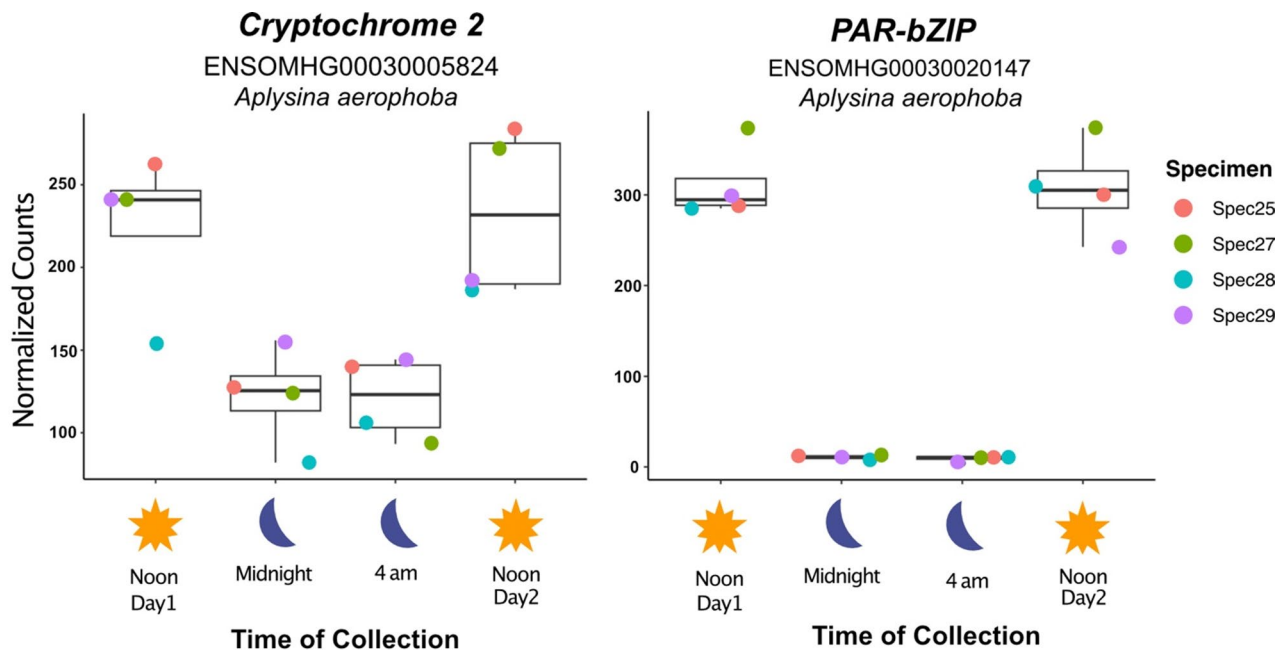 Cryptochrome 2
ENSOMHG00030005824
Aplysina aerophoba
Normalized Counts
250
200
150
100
Noon
Day1
Midnight
4 am
Noon
Day2
Time of Collection
PAR-bZIP
ENSOMHG00030020147
Aplysina aerophoba
300
200
100
0
Noon
Day1
Midnight
4 am
Noon
Day2
Time of Collection
Specimen
Spec25
Spec27
Spec28
Spec29